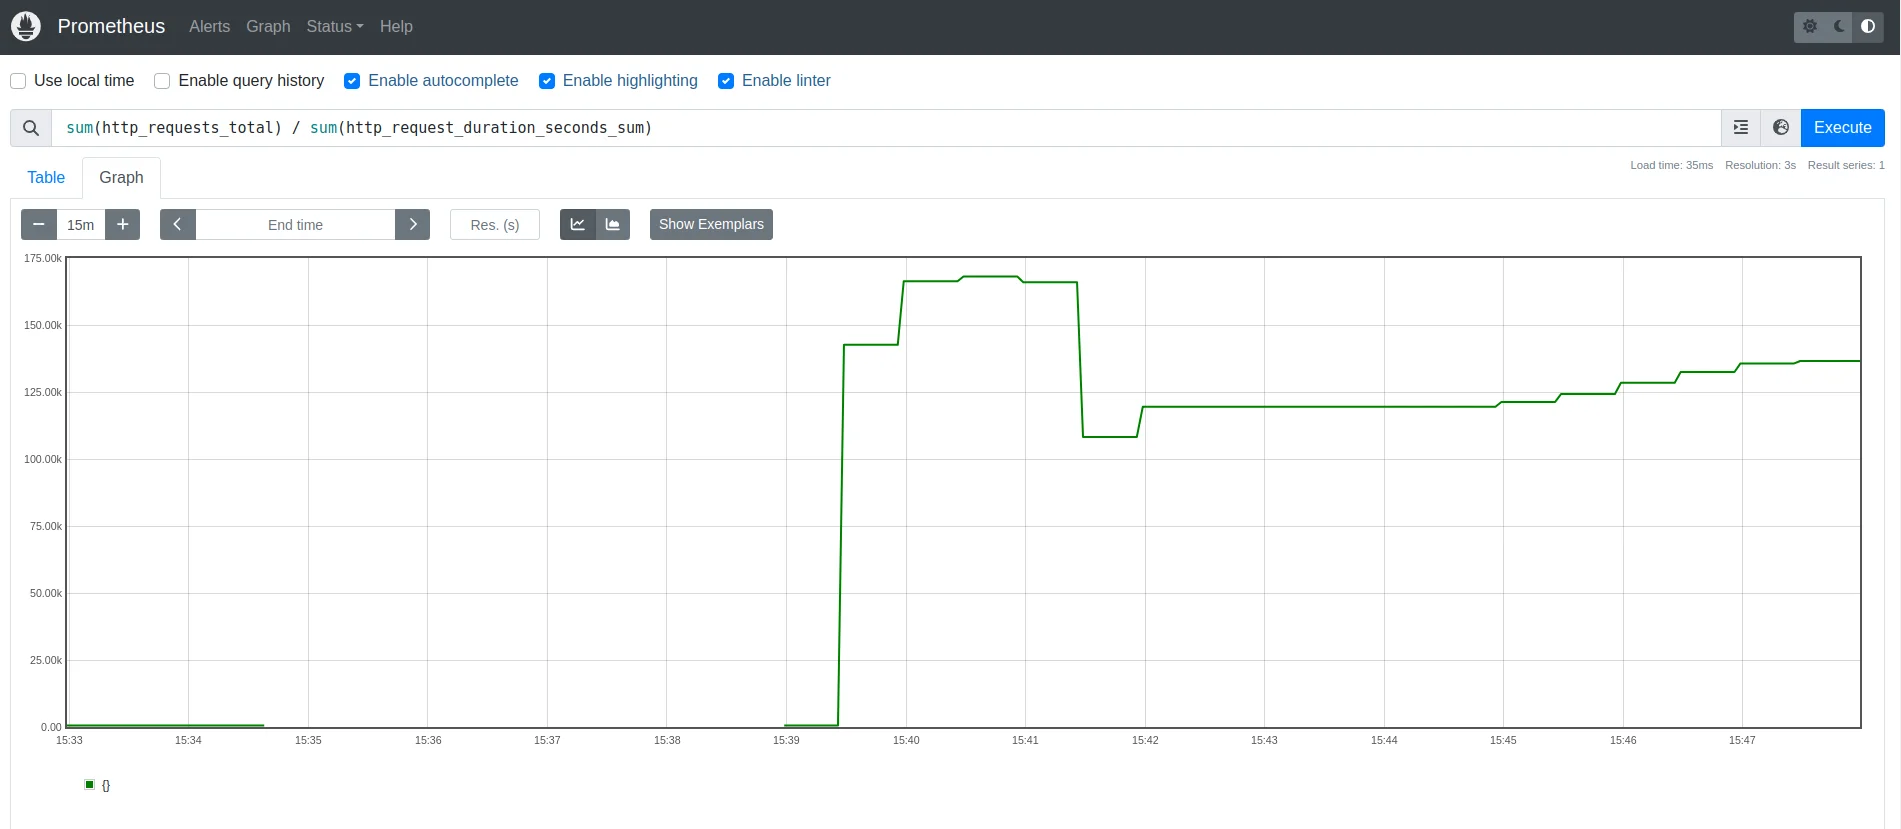 Prometheus Alerts Graph Status Help
Use local time Enable query history Enable autocomplete Enable highlighting Enable linter
sum(http_requests_total) / sum(http_request_duration_seconds_sum) Execute
Table Graph Load time: 35ms Resolution: 3s Result series: 1
15m End time Res. (s) Show Exemplars
175.00k
150.00k
125.00k
100.00k
75.00k
50.00k
25.00k
0.00
15:33 15:34 15:35 15:36 15:37 15:38 15:39 15:40 15:41 15:42 15:43 15:44 15:45 15:46 15:47
{}